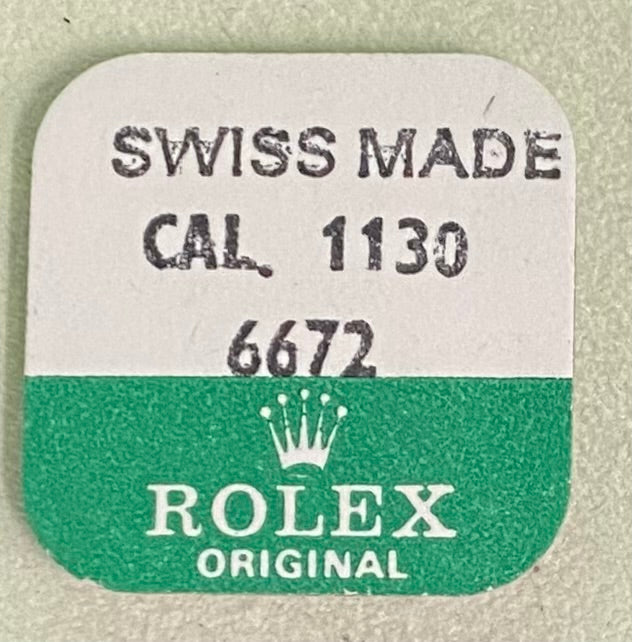 SWISS MADE
CAL. 1130
6672
ROLEX
ORIGINAL